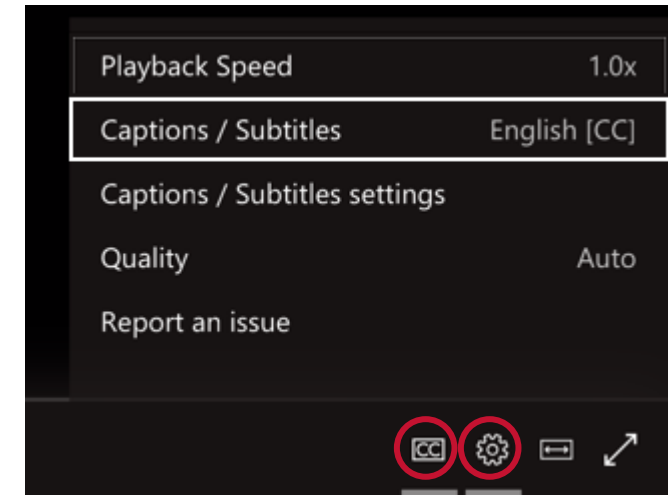 Playback Speed 1.0x
Captions / Subtitles English [CC]
Captions / Subtitles settings
Quality Auto
Report an issue
CC